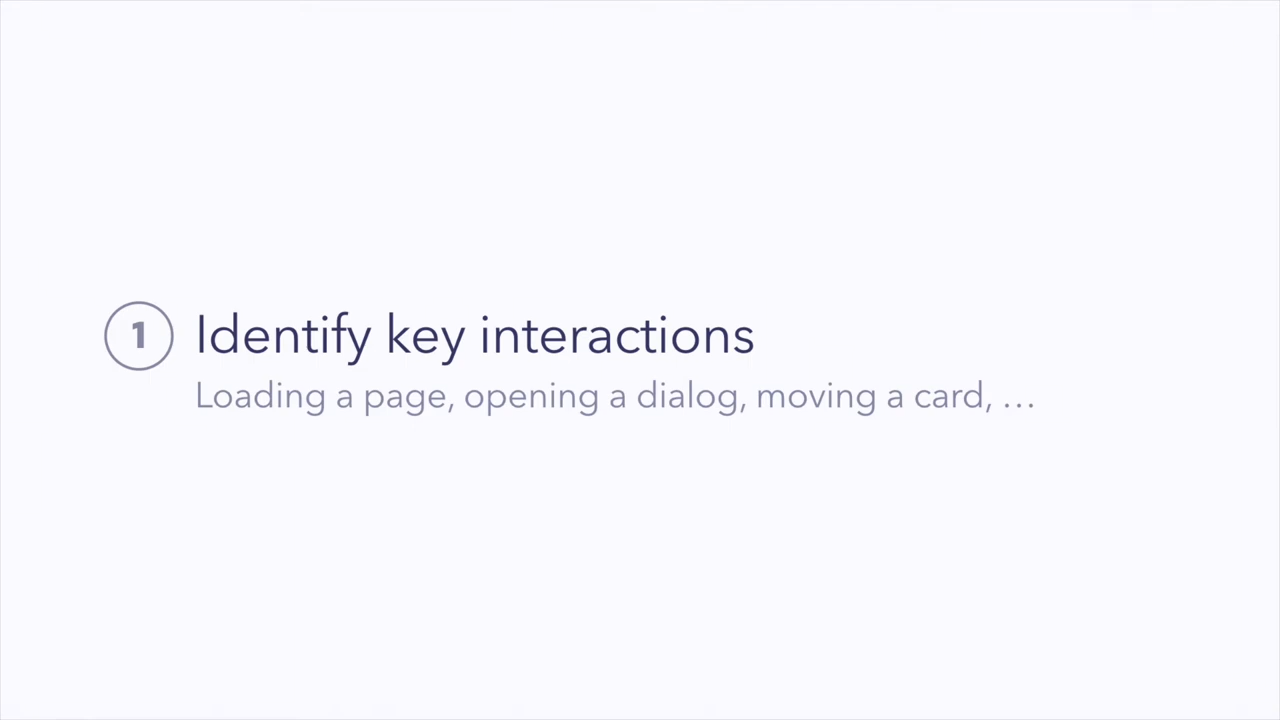 1 Identify key interactions
Loading a page, opening a dialog, moving a card, …